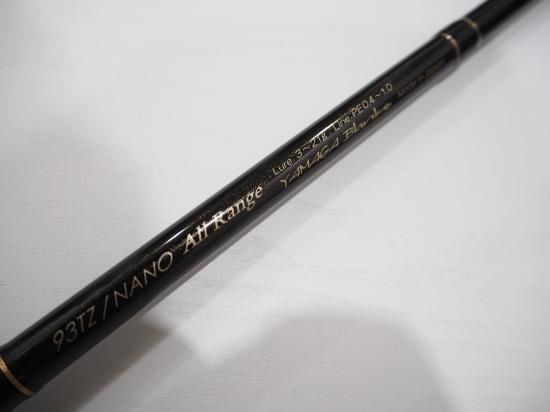 93TZ/NANO All Range Lure:3～21g Line:PE0.4～1.0
YAMAGA Blanks Made in Japan